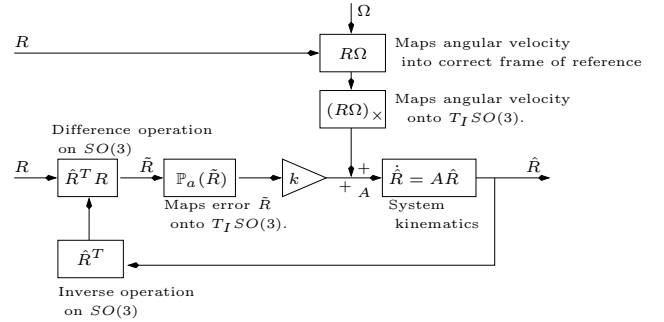 Ω
R
RΩ
Maps angular velocity
into correct frame of reference
(RΩ)×
Maps angular velocity
onto T_I SO(3).
Difference operation
on SO(3)
R
R̂ᵀR
R̃
ℙₐ(R̃)
k
+
+
A
Ṙ̂ = AR̂
R̂
Maps error R̃
onto T_I SO(3).
System
kinematics
R̂ᵀ
Inverse operation
on SO(3)